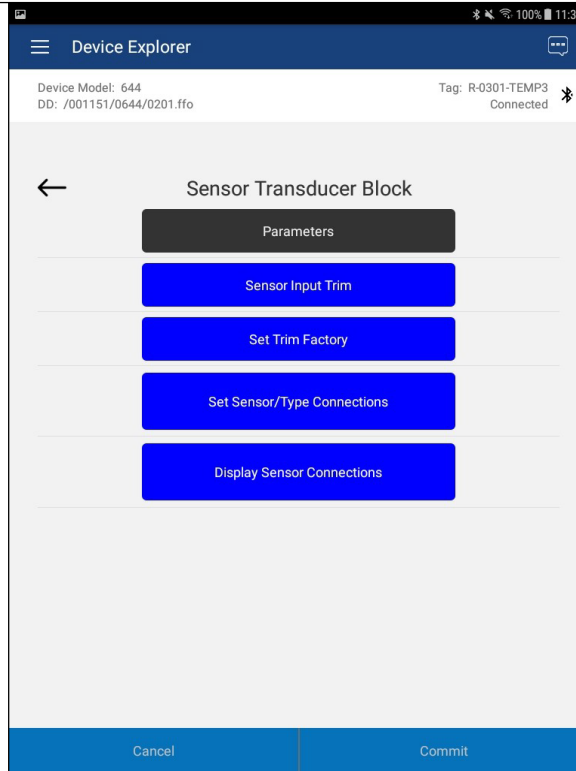 100% 11:3
Device Explorer
Device Model: 644
Tag: R-0301-TEMP3
DD: /001151/0644/0201.ffo
Connected
Sensor Transducer Block
Parameters
Sensor Input Trim
Set Trim Factory
Set Sensor/Type Connections
Display Sensor Connections
Cancel
Commit